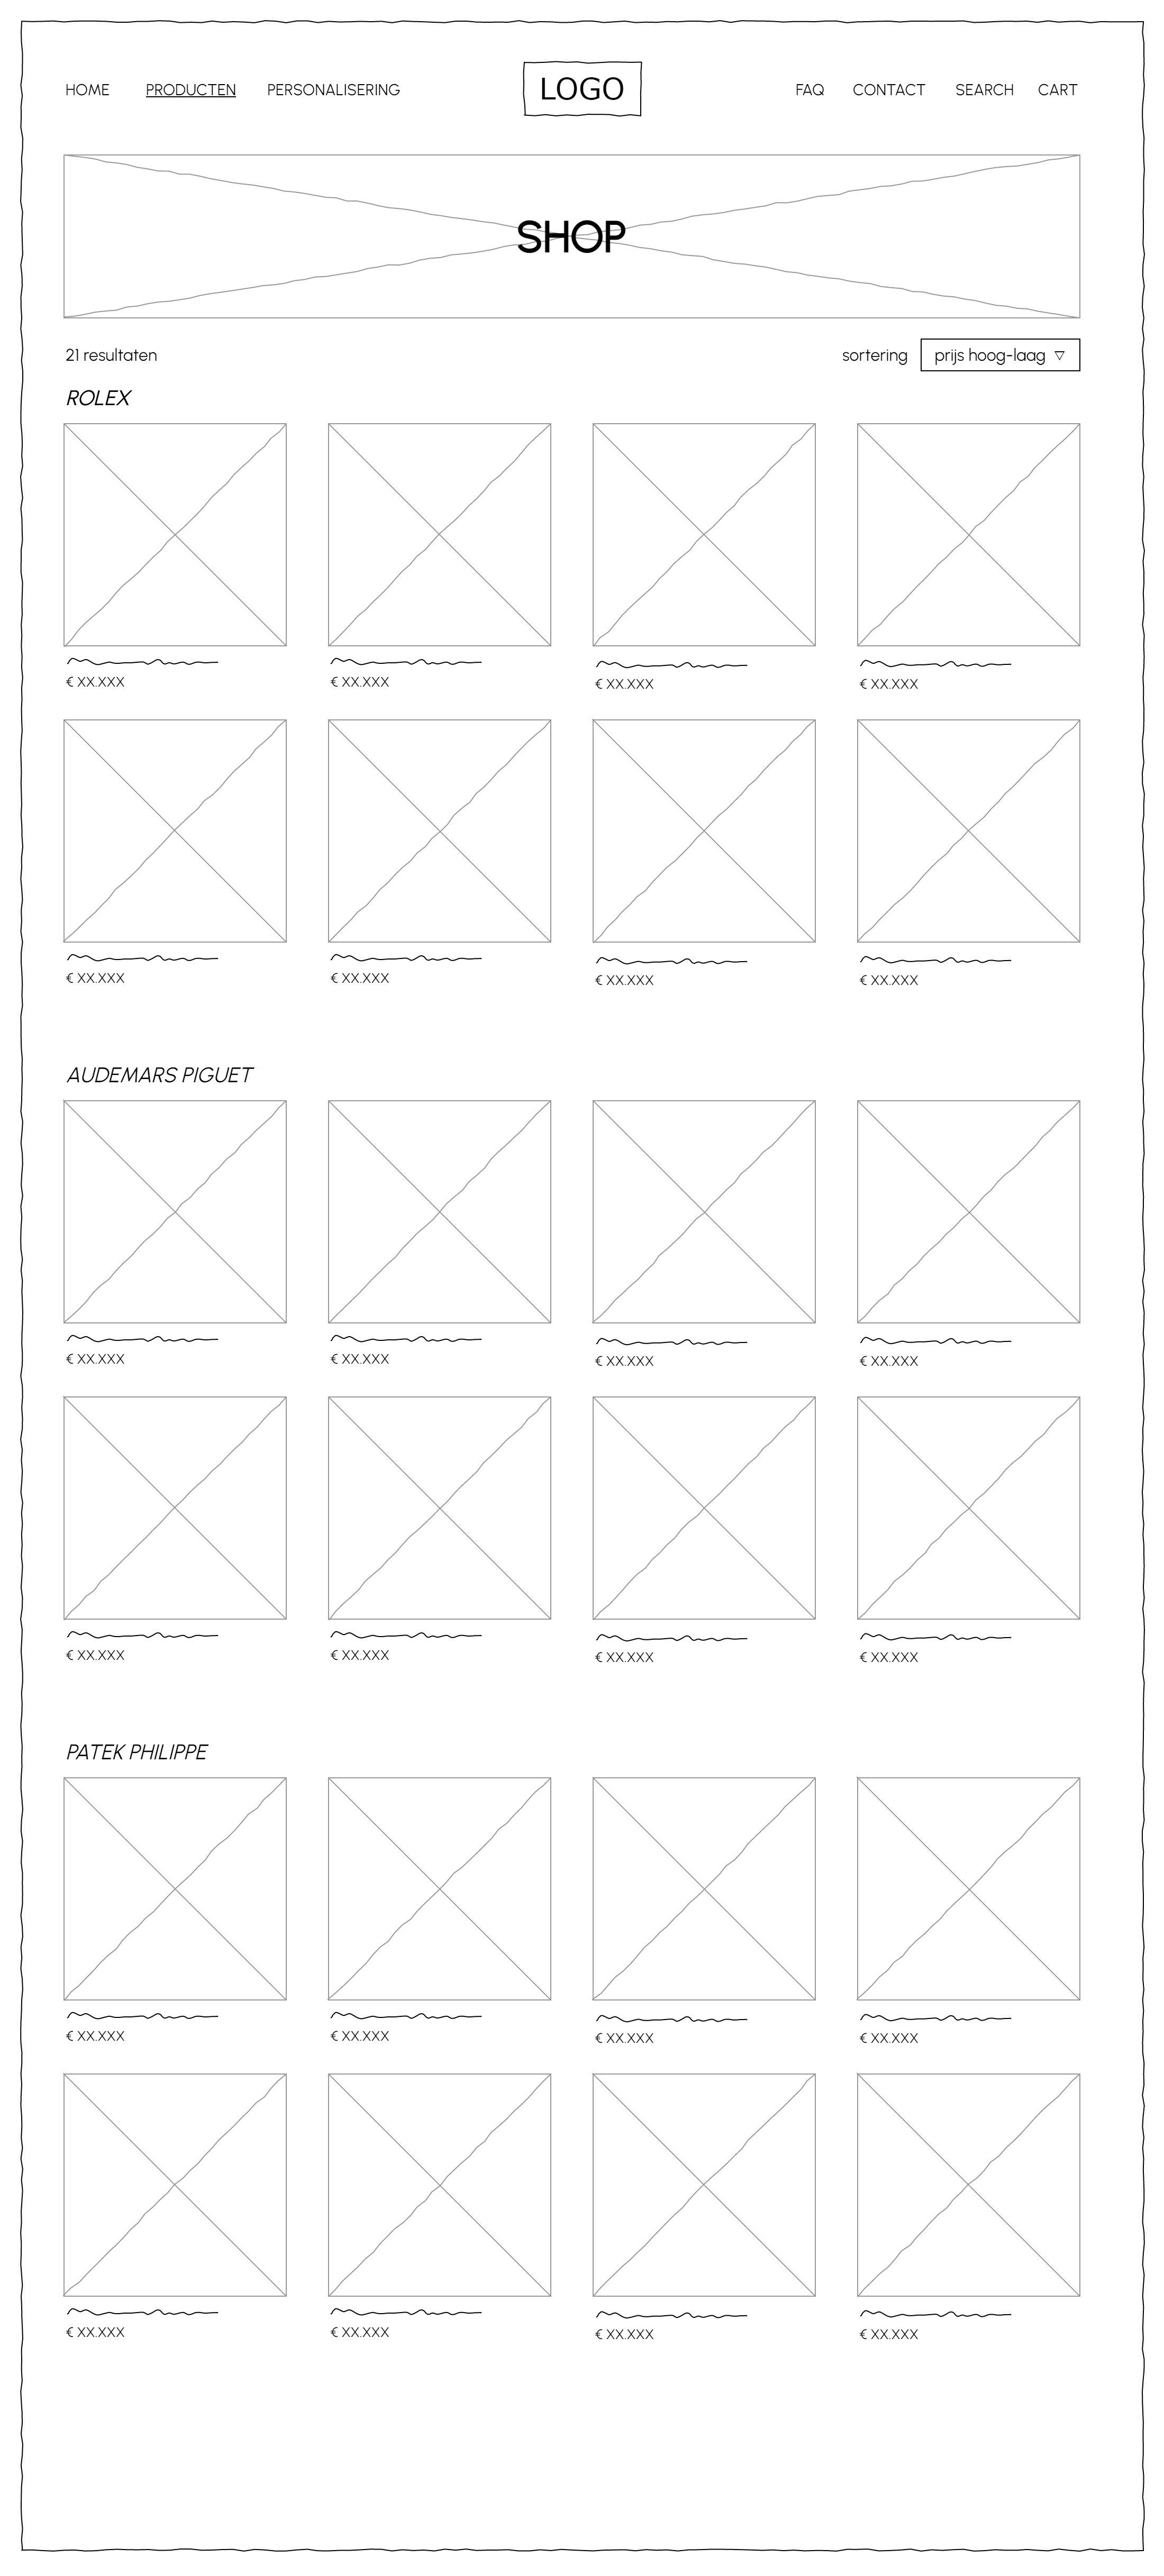 HOME PRODUCTEN PERSONALISERING LOGO FAQ CONTACT SEARCH CART
SHOP
21 resultaten sortering prijs hoog-laag
ROLEX
€ XX.XXX € XX.XXX € XX.XXX € XX.XXX
€ XX.XXX € XX.XXX € XX.XXX € XX.XXX
AUDEMARS PIGUET
€ XX.XXX € XX.XXX € XX.XXX € XX.XXX
€ XX.XXX € XX.XXX € XX.XXX € XX.XXX
PATEK PHILIPPE
€ XX.XXX € XX.XXX € XX.XXX € XX.XXX
€ XX.XXX € XX.XXX € XX.XXX € XX.XXX